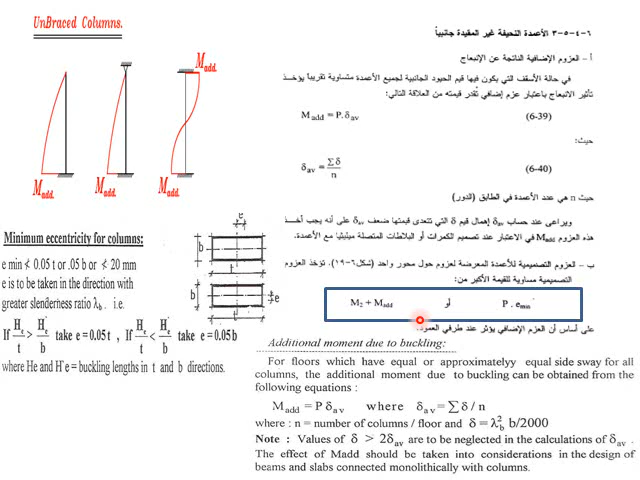 UnBraced Columns.
Madd.
Madd.
Madd.
Madd.
Minimum eccentricity for columns:
e min ≮ 0.05 t or .05 b or ≮ 20 mm
e is to be taken in the direction with
greater slenderness ratio λb . i.e.
If He/t > H'e/b take e = 0.05 t , If He/t < H'e/b take e = 0.05 b
where He and H'e = buckling lengths in t and b directions.
e
b
t
b
e
t
٦-٤-٥-٣ الأعمدة النحيفة غير المقيدة جانبياً
أ - العزوم الإضافية الناتجة عن الإنبعاج
في حالة الأسقف التي يكون فيها قيم الحيود الجانبية لجميع الأعمدة متساوية تقريباً يؤخذ
تأثير الانبعاج باعتبار عزم إضافي تُقدر قيمته من العلاقة التالي:
Madd = P.δav (6-39)
حيث:
δav = Σδ/n (6-40)
حيث n هي عدد الأعمدة في الطابق (الدور)
ويراعى عند حساب δav إهمال قيم δ التي تتعدى قيمتها ضعف δav على أنه يجب أخذ
هذه العزوم Madd في الاعتبار عند تصميم الكمرات أو البلاطات المتصلة ميليثيا مع الأعمدة.
ب - العزوم التصميمية للأعمدة المعرضة لعزوم حول محور واحد (شكل ٦-١٩). تؤخذ العزوم
التصميمية مساوية للقيمة الأكبر من:
M2 + Madd أو P . emin
على أساس أن العزم الإضافي يؤثر عند طرفي العمود.
Additional moment due to buckling:
For floors which have equal or approximatelyy equal side sway for all
columns, the additional moment due to buckling can be obtained from the
following equations :
Madd = P δav where δav = Σ δ / n
where : n = number of columns / floor and δ = λ²b b/2000
Note : Values of δ > 2δav are to be neglected in the calculations of δav .
The effect of Madd should be taken into considerations in the design of
beams and slabs connected monolithically with columns.